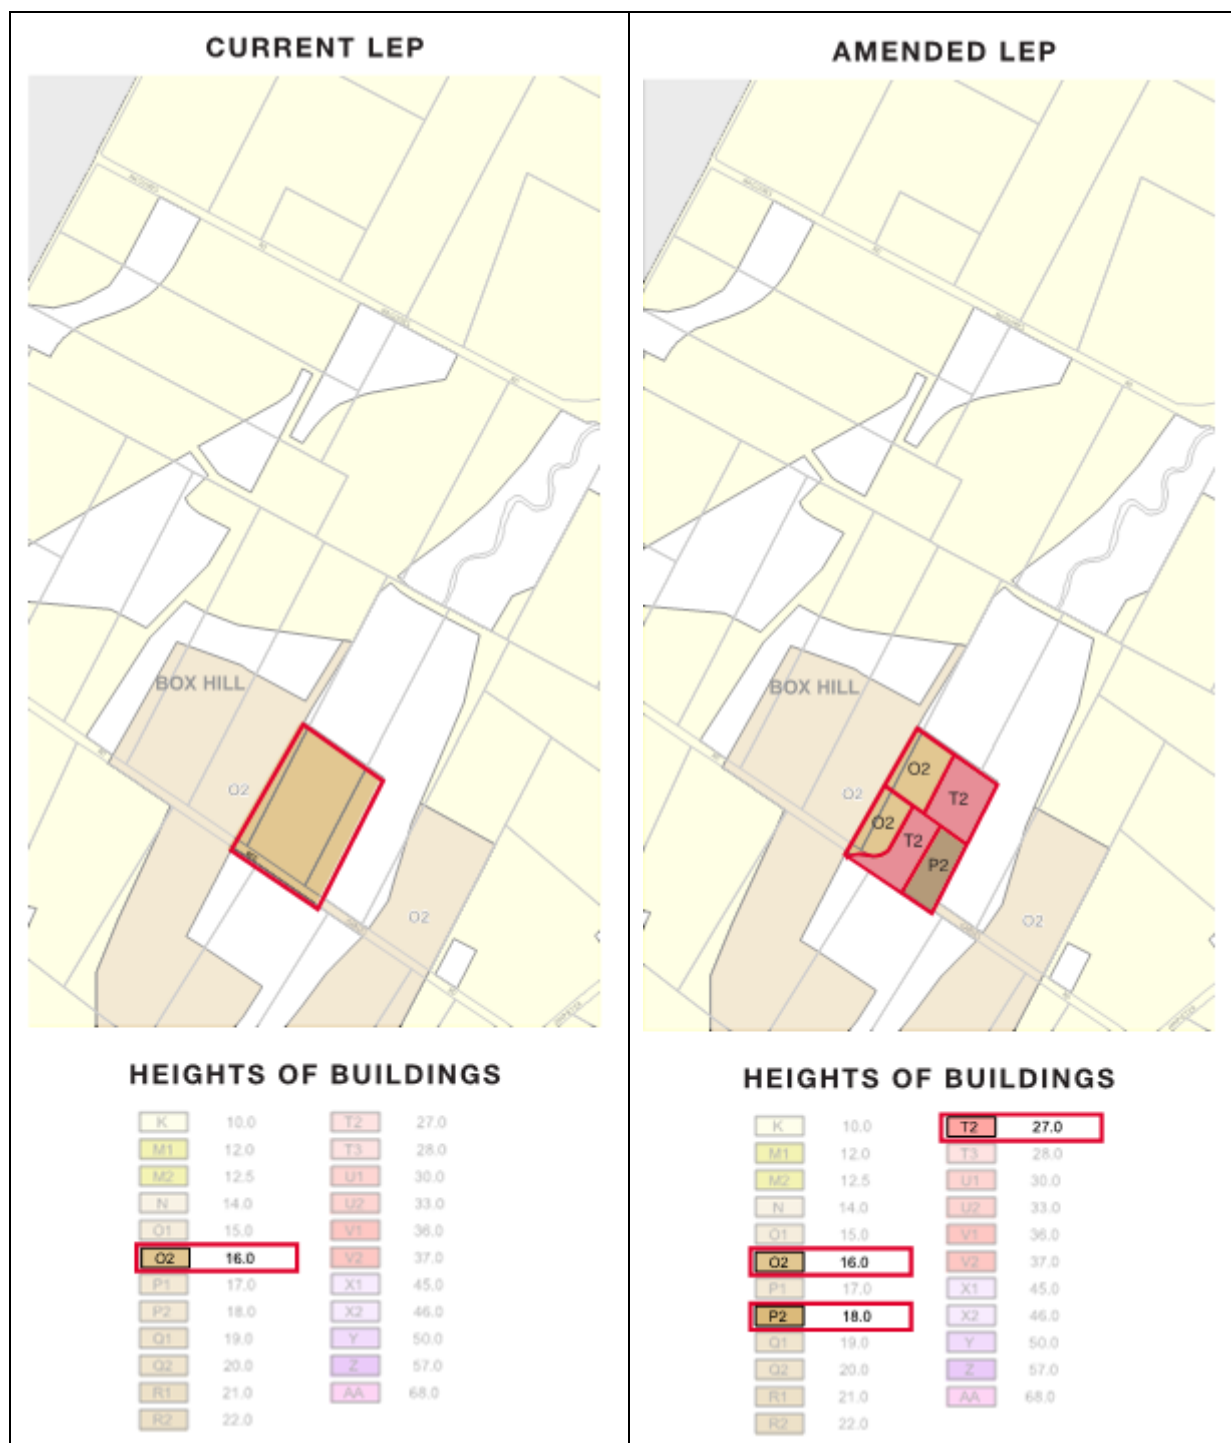 CURRENT LEP
BOX HILL
O2
O2
HEIGHTS OF BUILDINGS
K 10.0 T2 27.0
M1 12.0 T3 28.0
M2 12.5 U1 30.0
N 14.0 U2 33.0
O1 15.0 V1 36.0
O2 16.0 V2 37.0
P1 17.0 X1 45.0
P2 18.0 X2 46.0
Q1 19.0 Y 50.0
Q2 20.0 Z 57.0
R1 21.0 AA 68.0
R2 22.0
AMENDED LEP
BOX HILL
O2
O2
T2
O2
T2
P2
O2
HEIGHTS OF BUILDINGS
K 10.0 T2 27.0
M1 12.0 T3 28.0
M2 12.5 U1 30.0
N 14.0 U2 33.0
O1 15.0 V1 36.0
O2 16.0 V2 37.0
P1 17.0 X1 45.0
P2 18.0 X2 46.0
Q1 19.0 Y 50.0
Q2 20.0 Z 57.0
R1 21.0 AA 68.0
R2 22.0